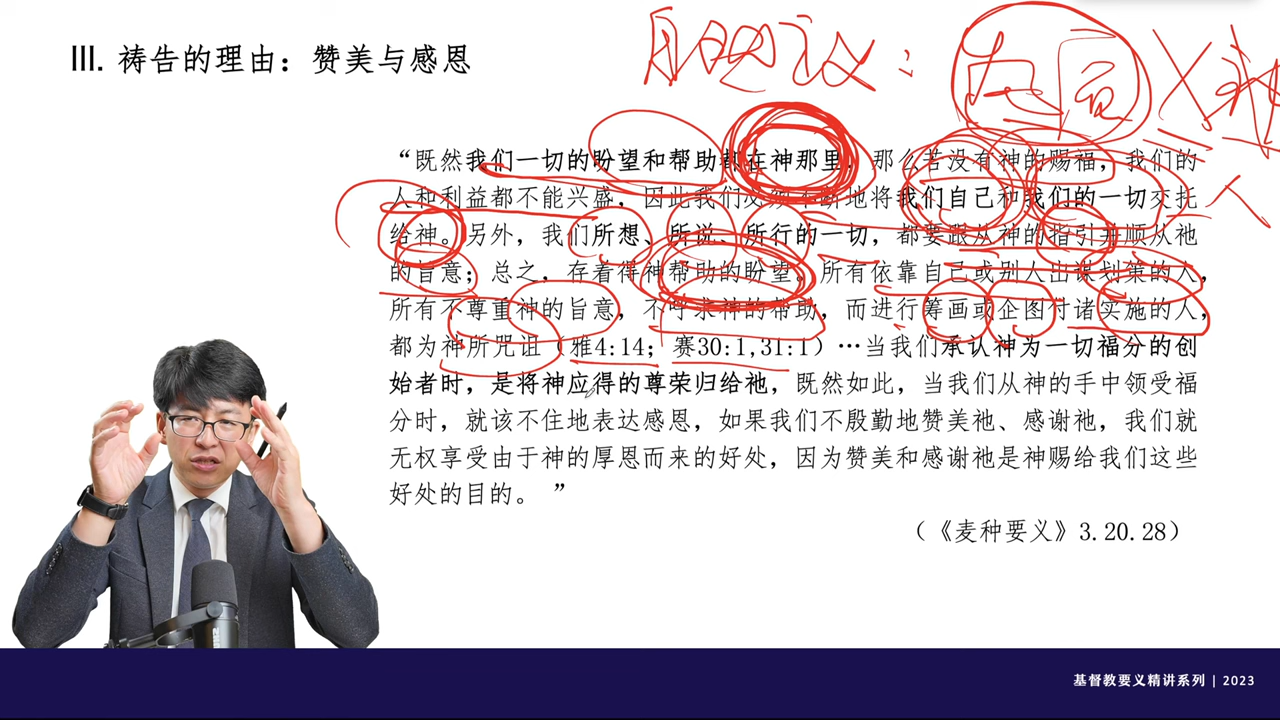 III. 祷告的理由：赞美与感恩
自由主义：
“既然我们一切的盼望和帮助都在神那里，那么若没有神的赐福，我们的
人和利益都不能兴盛，因此我们必须不断地将我们自己和我们的一切交托
给神。另外，我们所想、所说、所行的一切，都要跟从神的指引并顺从祂
的旨意；总之，存着得神帮助的盼望。所有依靠自己或别人出谋划策的人，
所有不尊重神的旨意，不呼求神的帮助，而进行筹画或企图付诸实施的人，
都为神所咒诅（雅4:14；赛30:1,31:1）…当我们承认神为一切福分的创
始者时，是将神应得的尊荣归给祂，既然如此，当我们从神的手中领受福
分时，就该不住地表达感恩，如果我们不殷勤地赞美祂、感谢祂，我们就
无权享受由于神的厚恩而来的好处，因为赞美和感谢祂是神赐给我们这些
好处的目的。”
（《麦种要义》3.20.28）
基督教要义精讲系列 | 2023